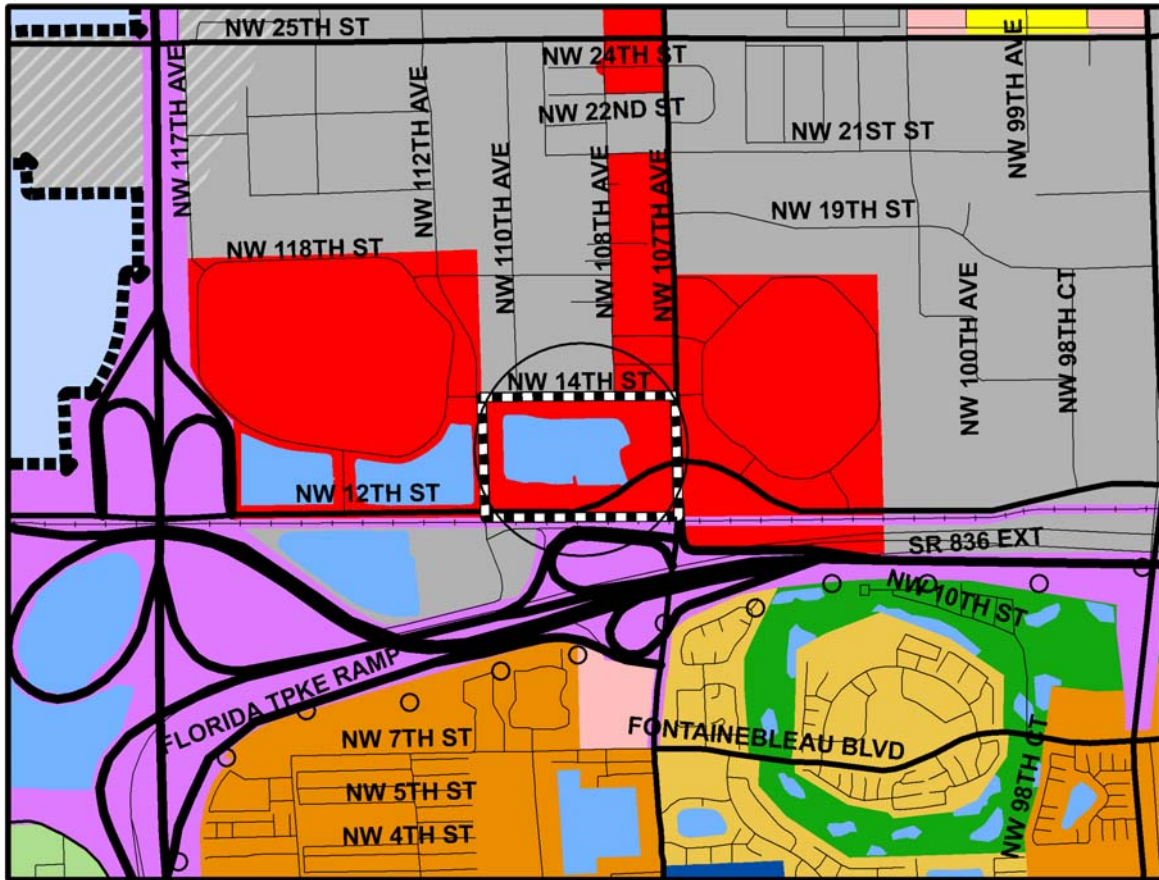 NW 25TH ST
NW 24TH ST
NW 22ND ST
NW 21ST ST
NW 99TH AVE
NW 117TH AVE
NW 112TH AVE
NW 110TH AVE
NW 108TH AVE
NW 107TH AVE
NW 19TH ST
NW 118TH ST
NW 100TH AVE
NW 98TH CT
NW 14TH ST
NW 12TH ST
SR 836 EXT
NW 10TH ST
FLORIDA TPKE RAMP
NW 7TH ST
FONTAINEBLEAU BLVD
NW 98TH CT
NW 5TH ST
NW 4TH ST